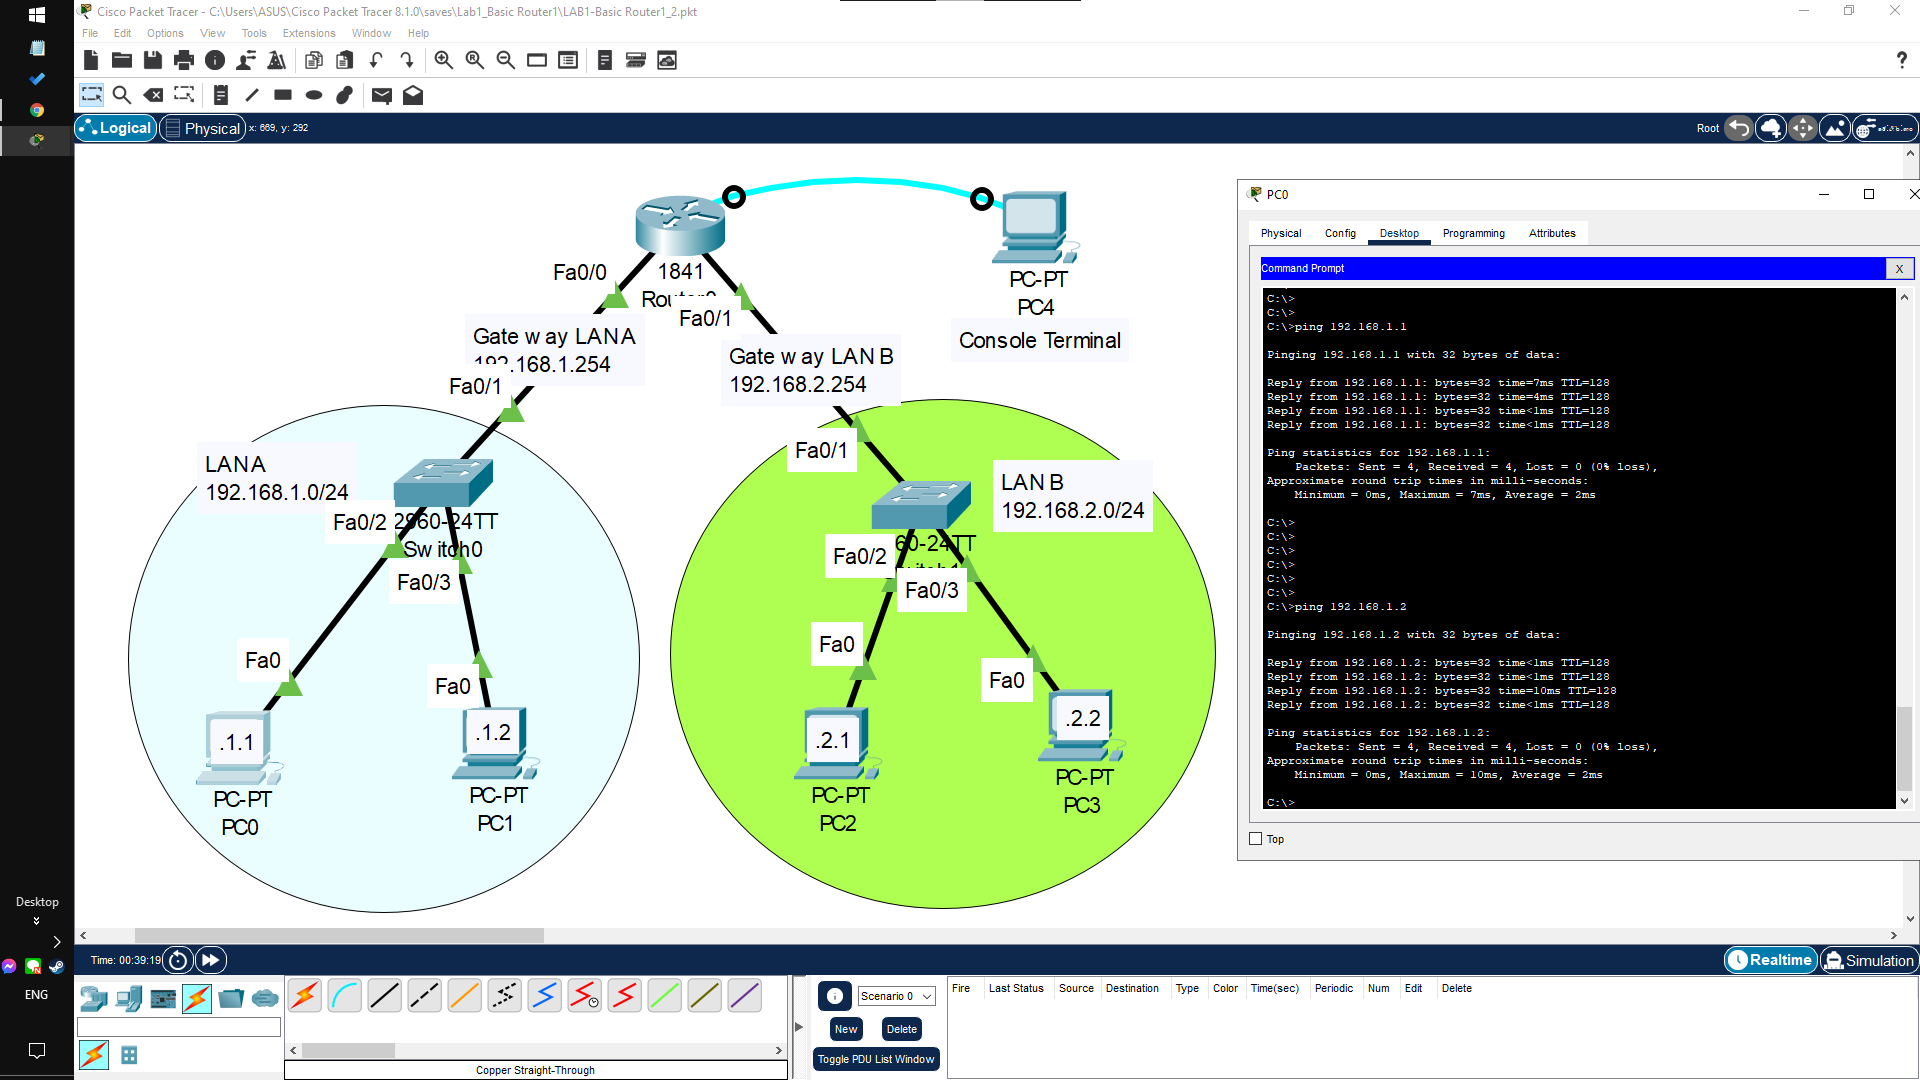 Cisco Packet Tracer - C:\Users\ASUS\Cisco Packet Tracer 8.1.0\saves\Lab1_Basic Router1\LAB1-Basic Router1_2.pkt
File Edit Options View Tools Extensions Window Help
Logical Physical x: 669, y: 292
Root
Fa0/0
1841
Fa0/1
Gate w ay LAN A
192.168.1.254
Fa0/1
Gate w ay LAN B
192.168.2.254
PC-PT
PC4
Console Terminal
LAN A
192.168.1.0/24
Fa0/2
2960-24TT
Sw itch0
Fa0/3
Fa0
Fa0
.1.1
PC-PT
PC0
.1.2
PC-PT
PC1
Fa0/1
LAN B
192.168.2.0/24
Fa0/2
60-24TT
Fa0/3
Fa0
Fa0
.2.1
PC-PT
PC2
.2.2
PC-PT
PC3
PC0
Physical Config Desktop Programming Attributes
Command Prompt
X
C:\>
C:\>
C:\>ping 192.168.1.1
Pinging 192.168.1.1 with 32 bytes of data:
Reply from 192.168.1.1: bytes=32 time=7ms TTL=128
Reply from 192.168.1.1: bytes=32 time=4ms TTL=128
Reply from 192.168.1.1: bytes=32 time<1ms TTL=128
Reply from 192.168.1.1: bytes=32 time<1ms TTL=128
Ping statistics for 192.168.1.1:
Packets: Sent = 4, Received = 4, Lost = 0 (0% loss),
Approximate round trip times in milli-seconds:
Minimum = 0ms, Maximum = 7ms, Average = 2ms
C:\>
C:\>
C:\>
C:\>
C:\>
C:\>
C:\>ping 192.168.1.2
Pinging 192.168.1.2 with 32 bytes of data:
Reply from 192.168.1.2: bytes=32 time<1ms TTL=128
Reply from 192.168.1.2: bytes=32 time<1ms TTL=128
Reply from 192.168.1.2: bytes=32 time=10ms TTL=128
Reply from 192.168.1.2: bytes=32 time<1ms TTL=128
Ping statistics for 192.168.1.2:
Packets: Sent = 4, Received = 4, Lost = 0 (0% loss),
Approximate round trip times in milli-seconds:
Minimum = 0ms, Maximum = 10ms, Average = 2ms
C:\>
Top
Desktop
ENG
Time: 00:39:19
Realtime Simulation
Scenario 0
New Delete
Toggle PDU List Window
Fire Last Status Source Destination Type Color Time(sec) Periodic Num Edit Delete
Copper Straight-Through